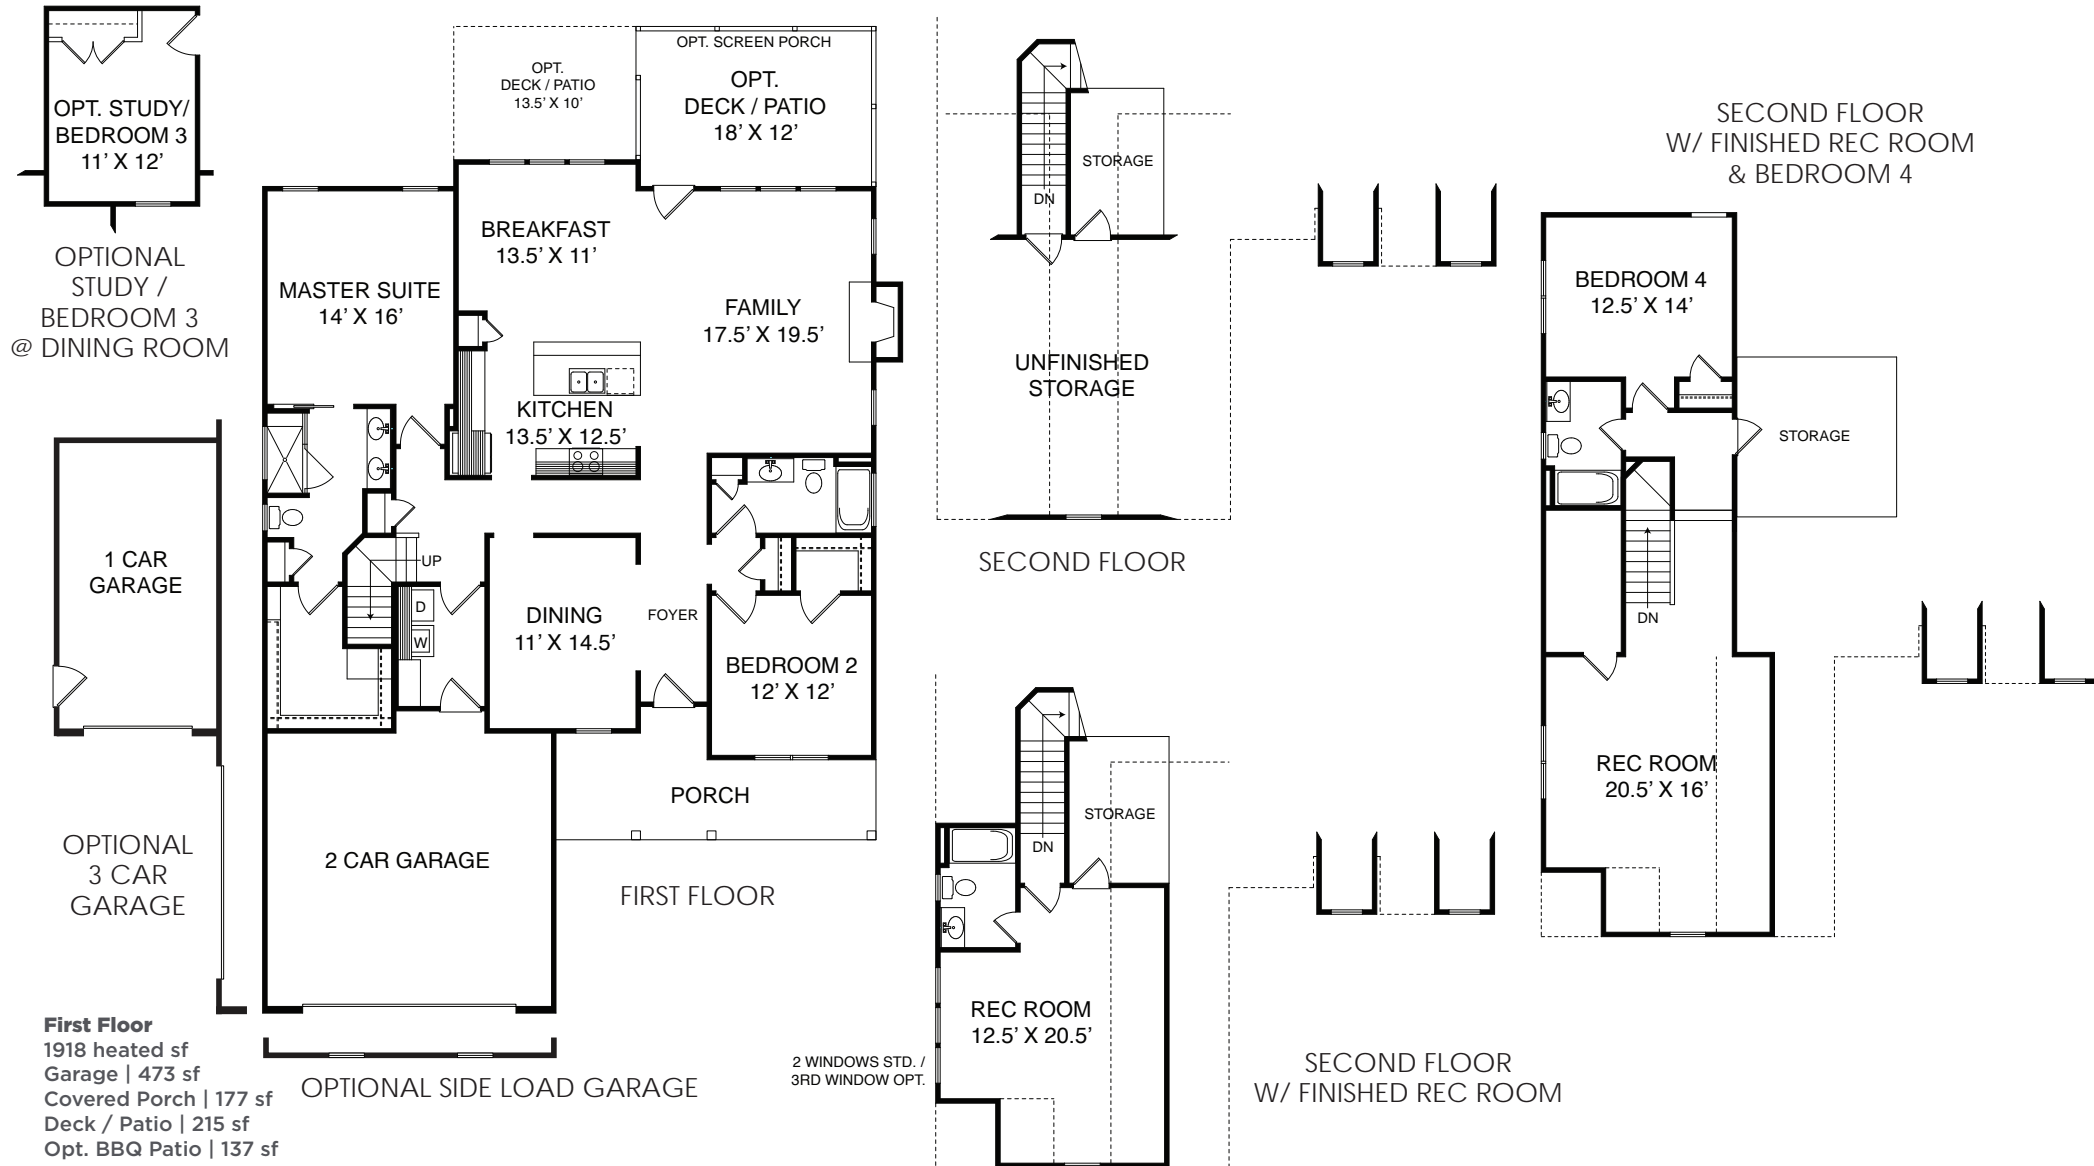 OPT. STUDY/
BEDROOM 3
11’ X 12’
OPTIONAL
STUDY /
BEDROOM 3
@ DINING ROOM
OPT.
DECK / PATIO
13.5’ X 10’
OPT. SCREEN PORCH
OPT.
DECK / PATIO
18’ X 12’
BREAKFAST
13.5’ X 11’
MASTER SUITE
14’ X 16’
FAMILY
17.5’ X 19.5’
KITCHEN
13.5’ X 12.5’
UP
D
W
DINING
11’ X 14.5’
FOYER
BEDROOM 2
12’ X 12’
PORCH
2 CAR GARAGE
FIRST FLOOR
1 CAR
GARAGE
OPTIONAL
3 CAR
GARAGE
OPTIONAL SIDE LOAD GARAGE
First Floor
1918 heated sf
Garage | 473 sf
Covered Porch | 177 sf
Deck / Patio | 215 sf
Opt. BBQ Patio | 137 sf
STORAGE
DN
UNFINISHED
STORAGE
SECOND FLOOR
STORAGE
DN
REC ROOM
12.5’ X 20.5’
2 WINDOWS STD. /
3RD WINDOW OPT.
SECOND FLOOR
W/ FINISHED REC ROOM
SECOND FLOOR
W/ FINISHED REC ROOM
& BEDROOM 4
BEDROOM 4
12.5’ X 14’
STORAGE
DN
REC ROOM
20.5’ X 16’